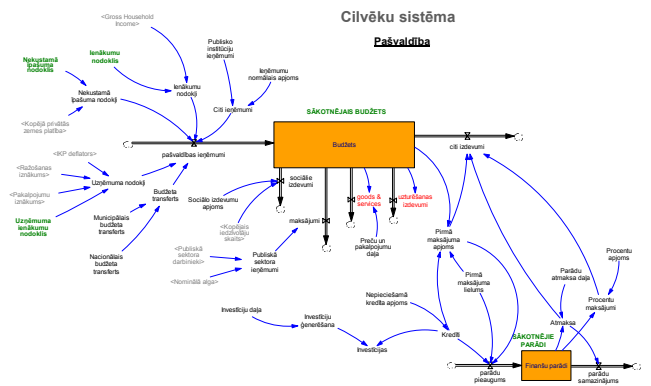 Cilvēku sistēma
Pašvaldība
<Gross Household
Income>
Publisko
institūciju
ieņēmumi
Nekustamā
īpašuma
nodoklis
Ienākumu
nodoklis
Ieņēmumu
normālais apjoms
Ienākumu
nodokļi
Nekustamā
īpašuma nodokļi
Citi ieņēmumi
SĀKOTNĒJAIS BUDŽETS
<Kopējā privātās
zemes platība>
Budžets
pašvaldības ieņēmumi
citi izdevumi
<IKP deflators>
<Ražošanas
iznākums>
Uzņēmuma nodokļi
<Pakalpojumu
iznākums>
Budžeta
transferts
sociālie
izdevumi
Sociālo izdevumu
apjoms
goods &
services
uzturēšanas
izdevumi
Uzņēmuma
ienākumu
nodoklis
Municipālais
budžeta
transferts
<Kopējais
iedzīvotāju
skaits>
maksājumi
Nacionālais
budžeta
transferts
Preču un
pakalpojumu daļa
Pirmā
maksājuma
apjoms
<Publiskā
sektora
darbinieki>
Publiskā
sektora
ieņēmumi
<Nominālā alga>
Pirmā
maksājuma
lielums
Procentu
apjoms
Parādu
atmaksa daļa
Nepieciešamā
kredīta apjoms
Procentu
maksājumi
Investīciju daļa
Investīciju
ģenerēšana
Atmaksa
Kredīti
SĀKOTNĒJIE
PARĀDI
Investīcijas
Finanšu parādi
parādu
pieaugums
parādu
samazinājums